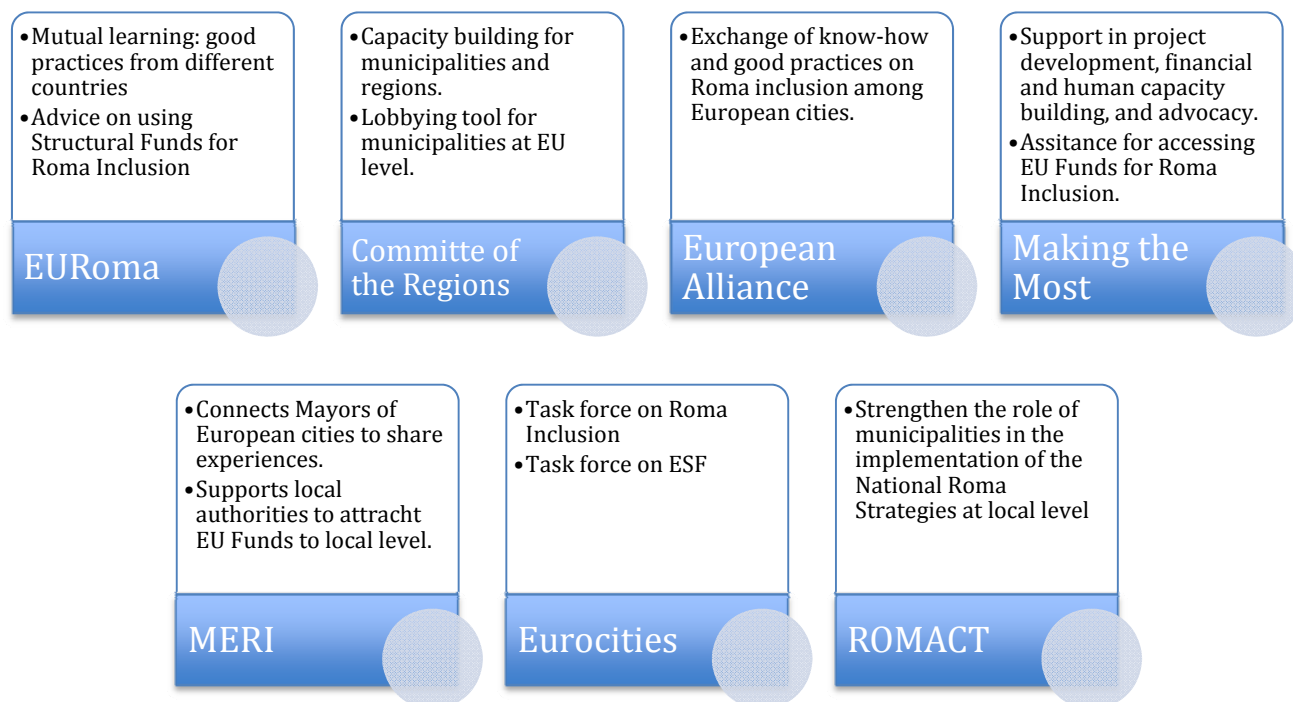 •Mutual learning: good
practices from different
countries
•Advice on using
Structural Funds for
Roma Inclusion
EURoma
•Capacity building for
municipalities and
regions.
•Lobbying tool for
municipalities at EU
level.
Committe of
the Regions
•Exchange of know-how
and good practices on
Roma inclusion among
European cities.
European
Alliance
•Support in project
development, financial
and human capacity
building, and advocacy.
•Assitance for accessing
EU Funds for Roma
Inclusion.
Making the
Most
•Connects Mayors of
European cities to share
experiences.
•Supports local
authorities to attracht
EU Funds to local level.
MERI
•Task force on Roma
Inclusion
•Task force on ESF
Eurocities
•Strengthen the role of
municipalities in the
implementation of the
National Roma
Strategies at local level
ROMACT